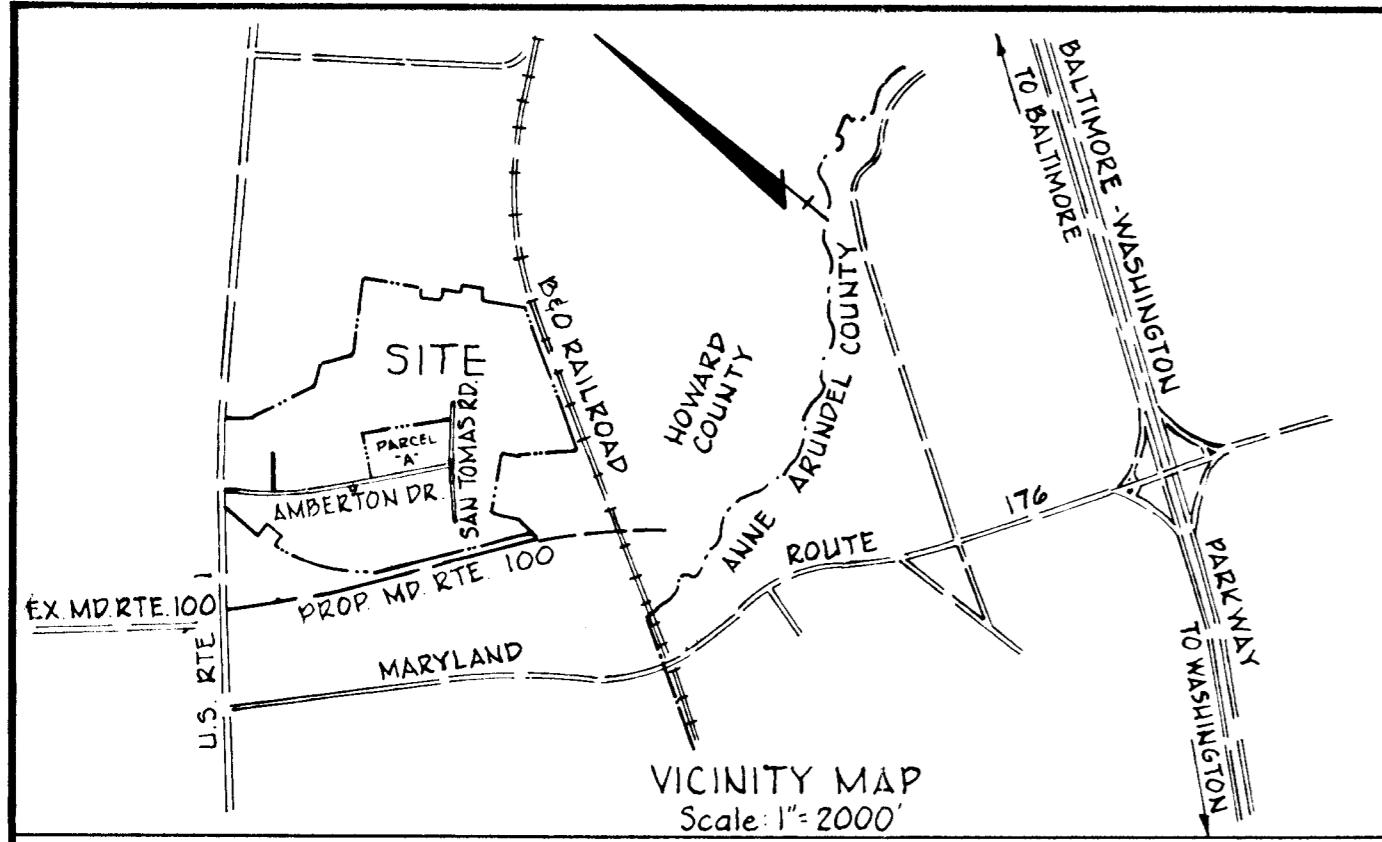 TO BALTIMORE
BALTIMORE - WASHINGTON
B&O RAILROAD
HOWARD
COUNTY
ANNE ARUNDEL COUNTY
SITE
SAN TOMAS RD.
PARCEL
"A"
AMBERTON DR.
176
ROUTE
PROP. MD. RTE. 100
EX. MD. RTE. 100
U.S. RTE 1
MARYLAND
PARKWAY
TO WASHINGTON
VICINITY MAP
Scale: 1"= 2000'